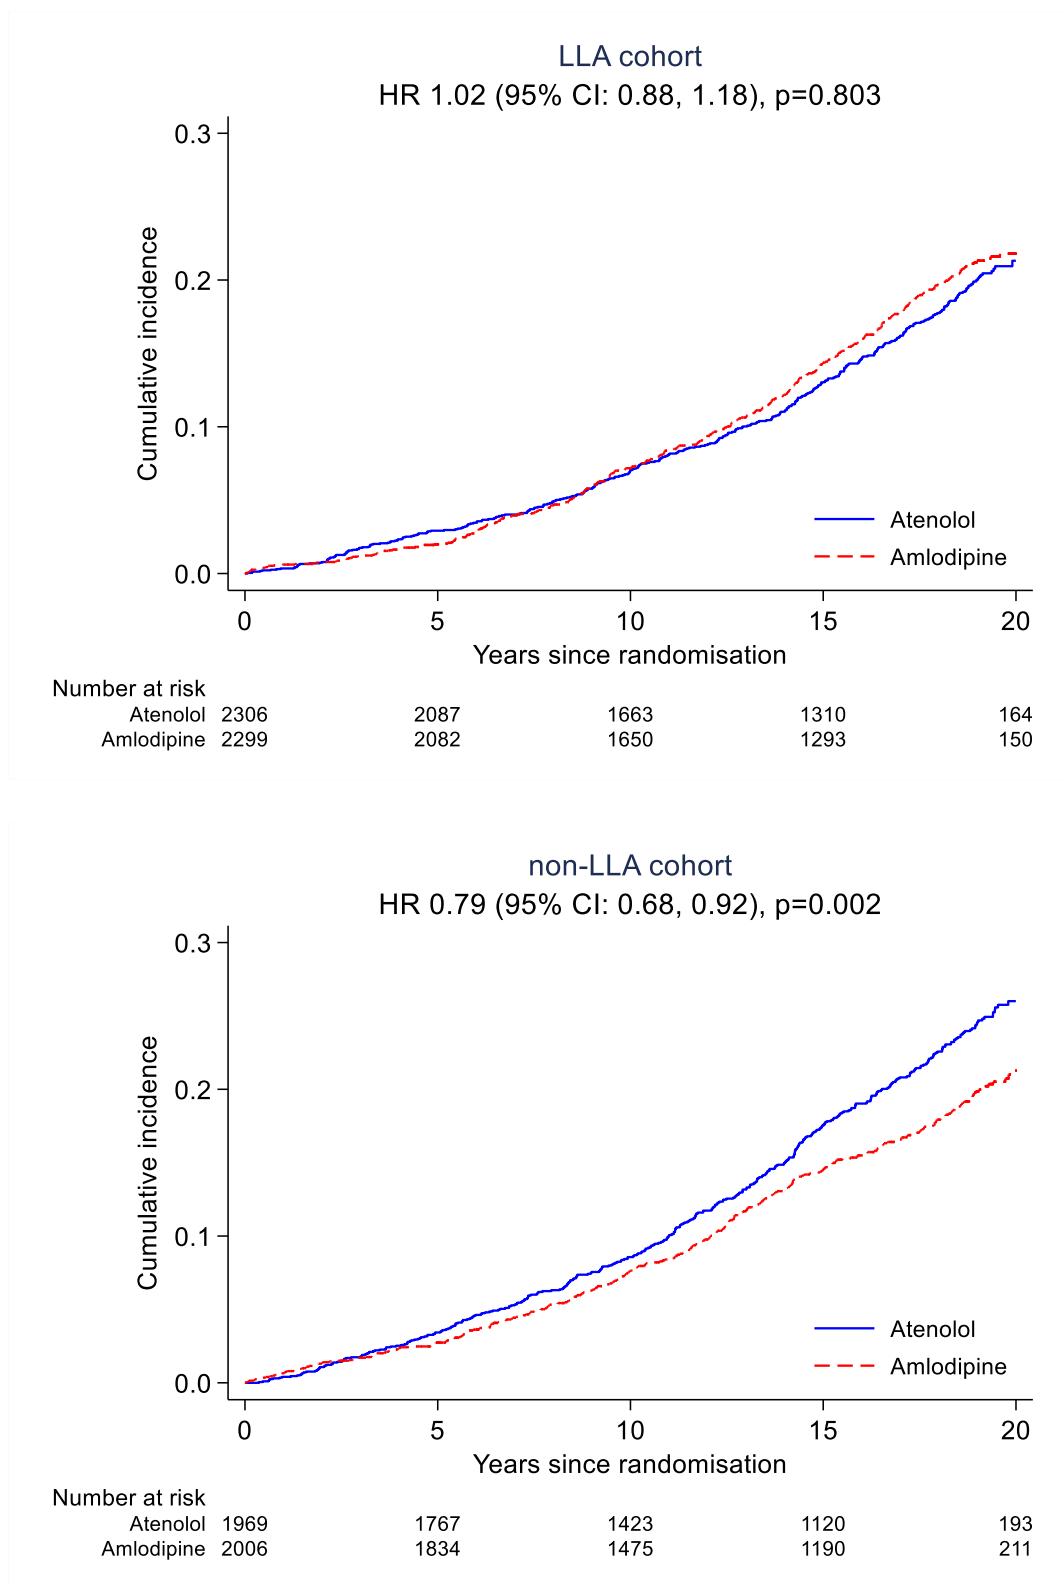 LLA cohort
HR 1.02 (95% CI: 0.88, 1.18), p=0.803
0.3
0.2
0.1
0.0
Cumulative incidence
Atenolol
Amlodipine
0 5 10 15 20
Years since randomisation
Number at risk
Atenolol 2306 2087 1663 1310 164
Amlodipine 2299 2082 1650 1293 150
non-LLA cohort
HR 0.79 (95% CI: 0.68, 0.92), p=0.002
0.3
0.2
0.1
0.0
Cumulative incidence
Atenolol
Amlodipine
0 5 10 15 20
Years since randomisation
Number at risk
Atenolol 1969 1767 1423 1120 193
Amlodipine 2006 1834 1475 1190 211